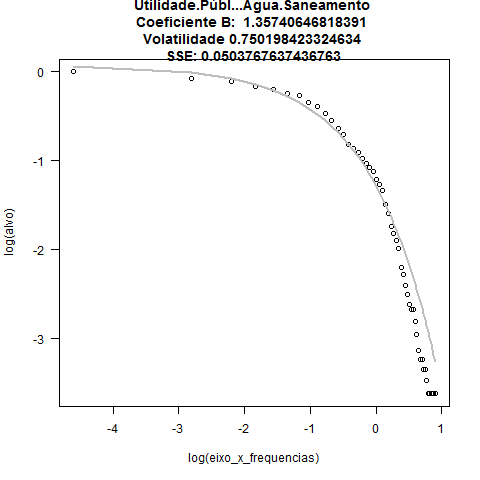 Utilidade.Públ...Agua.Saneamento
Coeficiente B:  1.35740646818391
Volatilidade 0.750198423324634
SSE: 0.0503767637436763
0
-1
-2
-3
log(alvo)
-4
-3
-2
-1
0
1
log(eixo_x_frequencias)